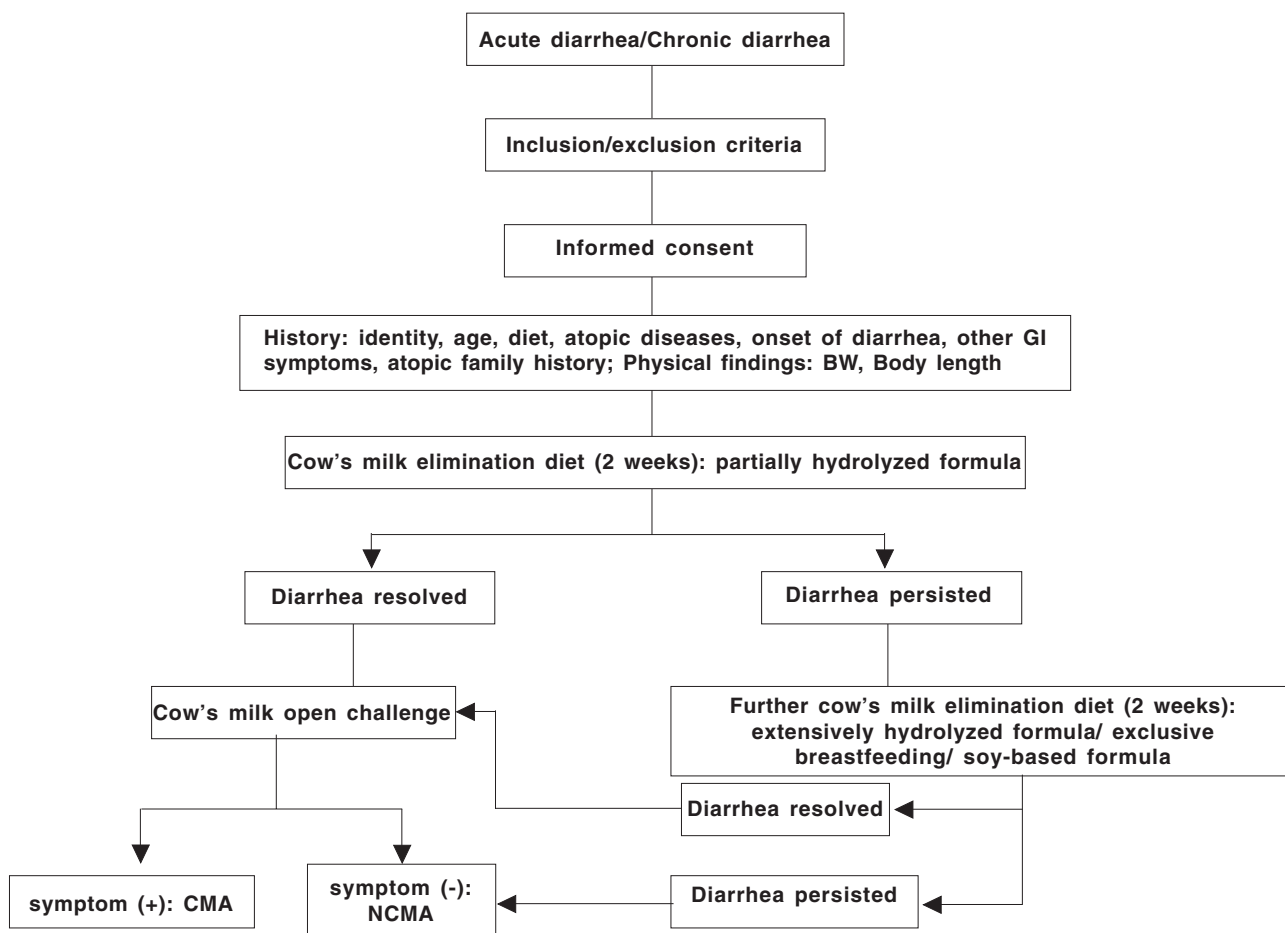 Acute diarrhea/Chronic diarrhea
Inclusion/exclusion criteria
Informed consent
History: identity, age, diet, atopic diseases, onset of diarrhea, other GI
symptoms, atopic family history; Physical findings: BW, Body length
Cow's milk elimination diet (2 weeks): partially hydrolyzed formula
Diarrhea resolved
Diarrhea persisted
Cow's milk open challenge
Further cow's milk elimination diet (2 weeks):
extensively hydrolyzed formula/ exclusive
breastfeeding/ soy-based formula
Diarrhea resolved
symptom (+): CMA
symptom (-):
NCMA
Diarrhea persisted